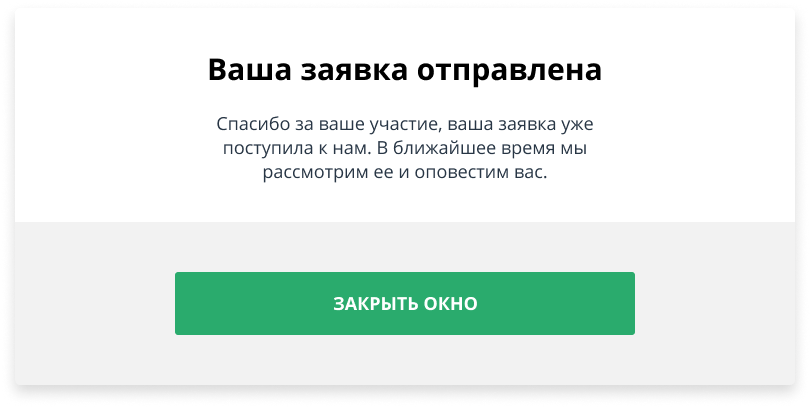 Ваша заявка отправлена
Спасибо за ваше участие, ваша заявка уже
поступила к нам. В ближайшее время мы
рассмотрим ее и оповестим вас.
ЗАКРЫТЬ ОКНО